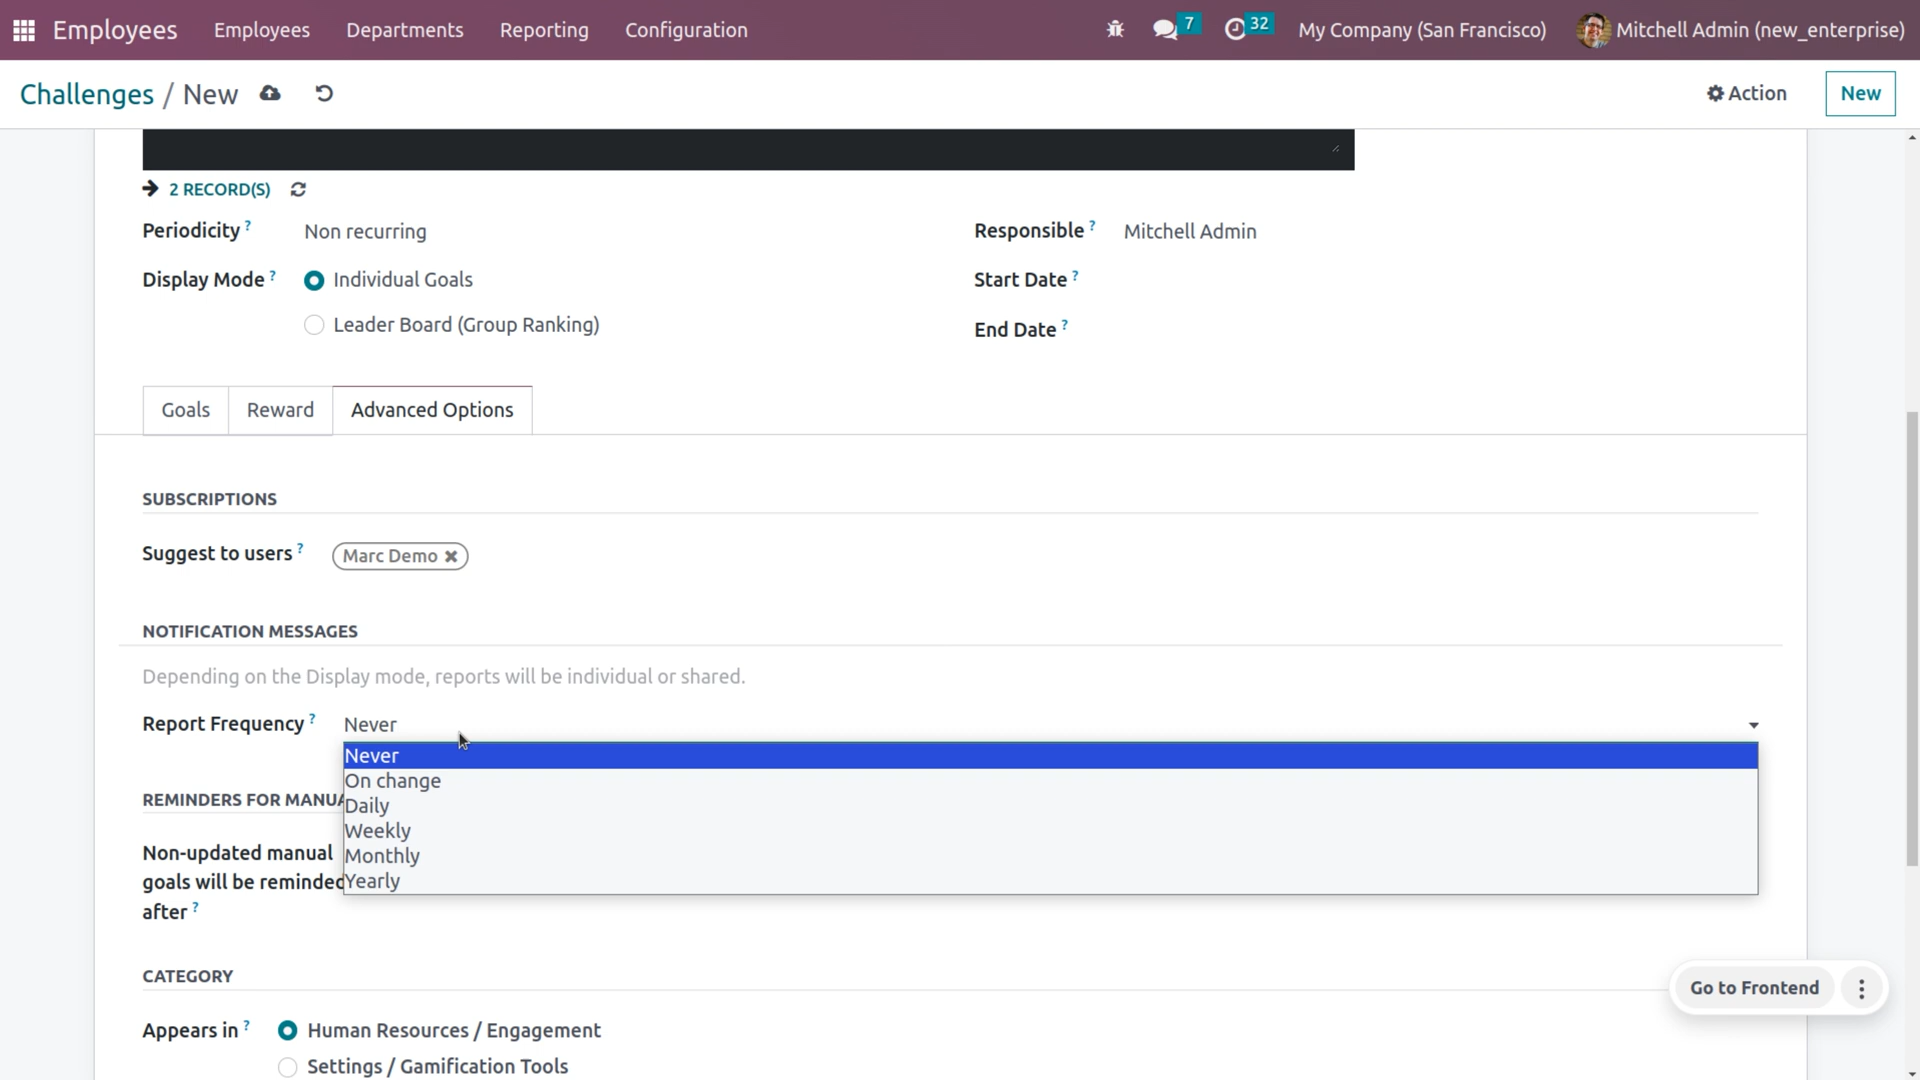 Employees Employees Departments Reporting Configuration 7 32 My Company (San Francisco) Mitchell Admin (new_enterprise)
Challenges / New Action New
2 RECORD(S)
Periodicity ? Non recurring Responsible ? Mitchell Admin
Display Mode ? Individual Goals Start Date ?
Leader Board (Group Ranking) End Date ?
Goals Reward Advanced Options
SUBSCRIPTIONS
Suggest to users ? Marc Demo ✖
NOTIFICATION MESSAGES
Depending on the Display mode, reports will be individual or shared.
Report Frequency ? Never
Never
On change
REMINDERS FOR MANUA
Daily
Weekly
Non-updated manual
Monthly
goals will be reminded
Yearly
after ?
CATEGORY
Go to Frontend
Appears in ? Human Resources / Engagement
Settings / Gamification Tools